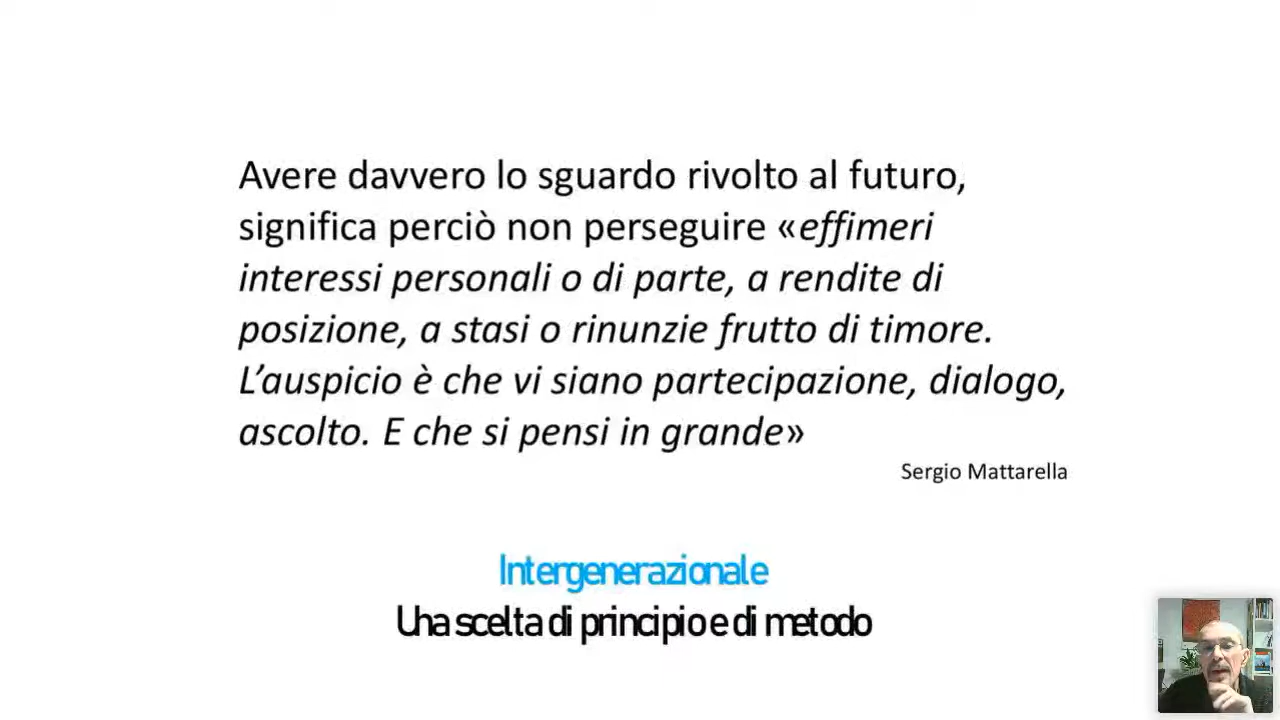 Avere davvero lo sguardo rivolto al futuro,
significa perciò non perseguire «effimeri
interessi personali o di parte, a rendite di
posizione, a stasi o rinunzie frutto di timore.
L’auspicio è che vi siano partecipazione, dialogo,
ascolto. E che si pensi in grande»
Sergio Mattarella
Intergenerazionale
Una scelta di principio e di metodo